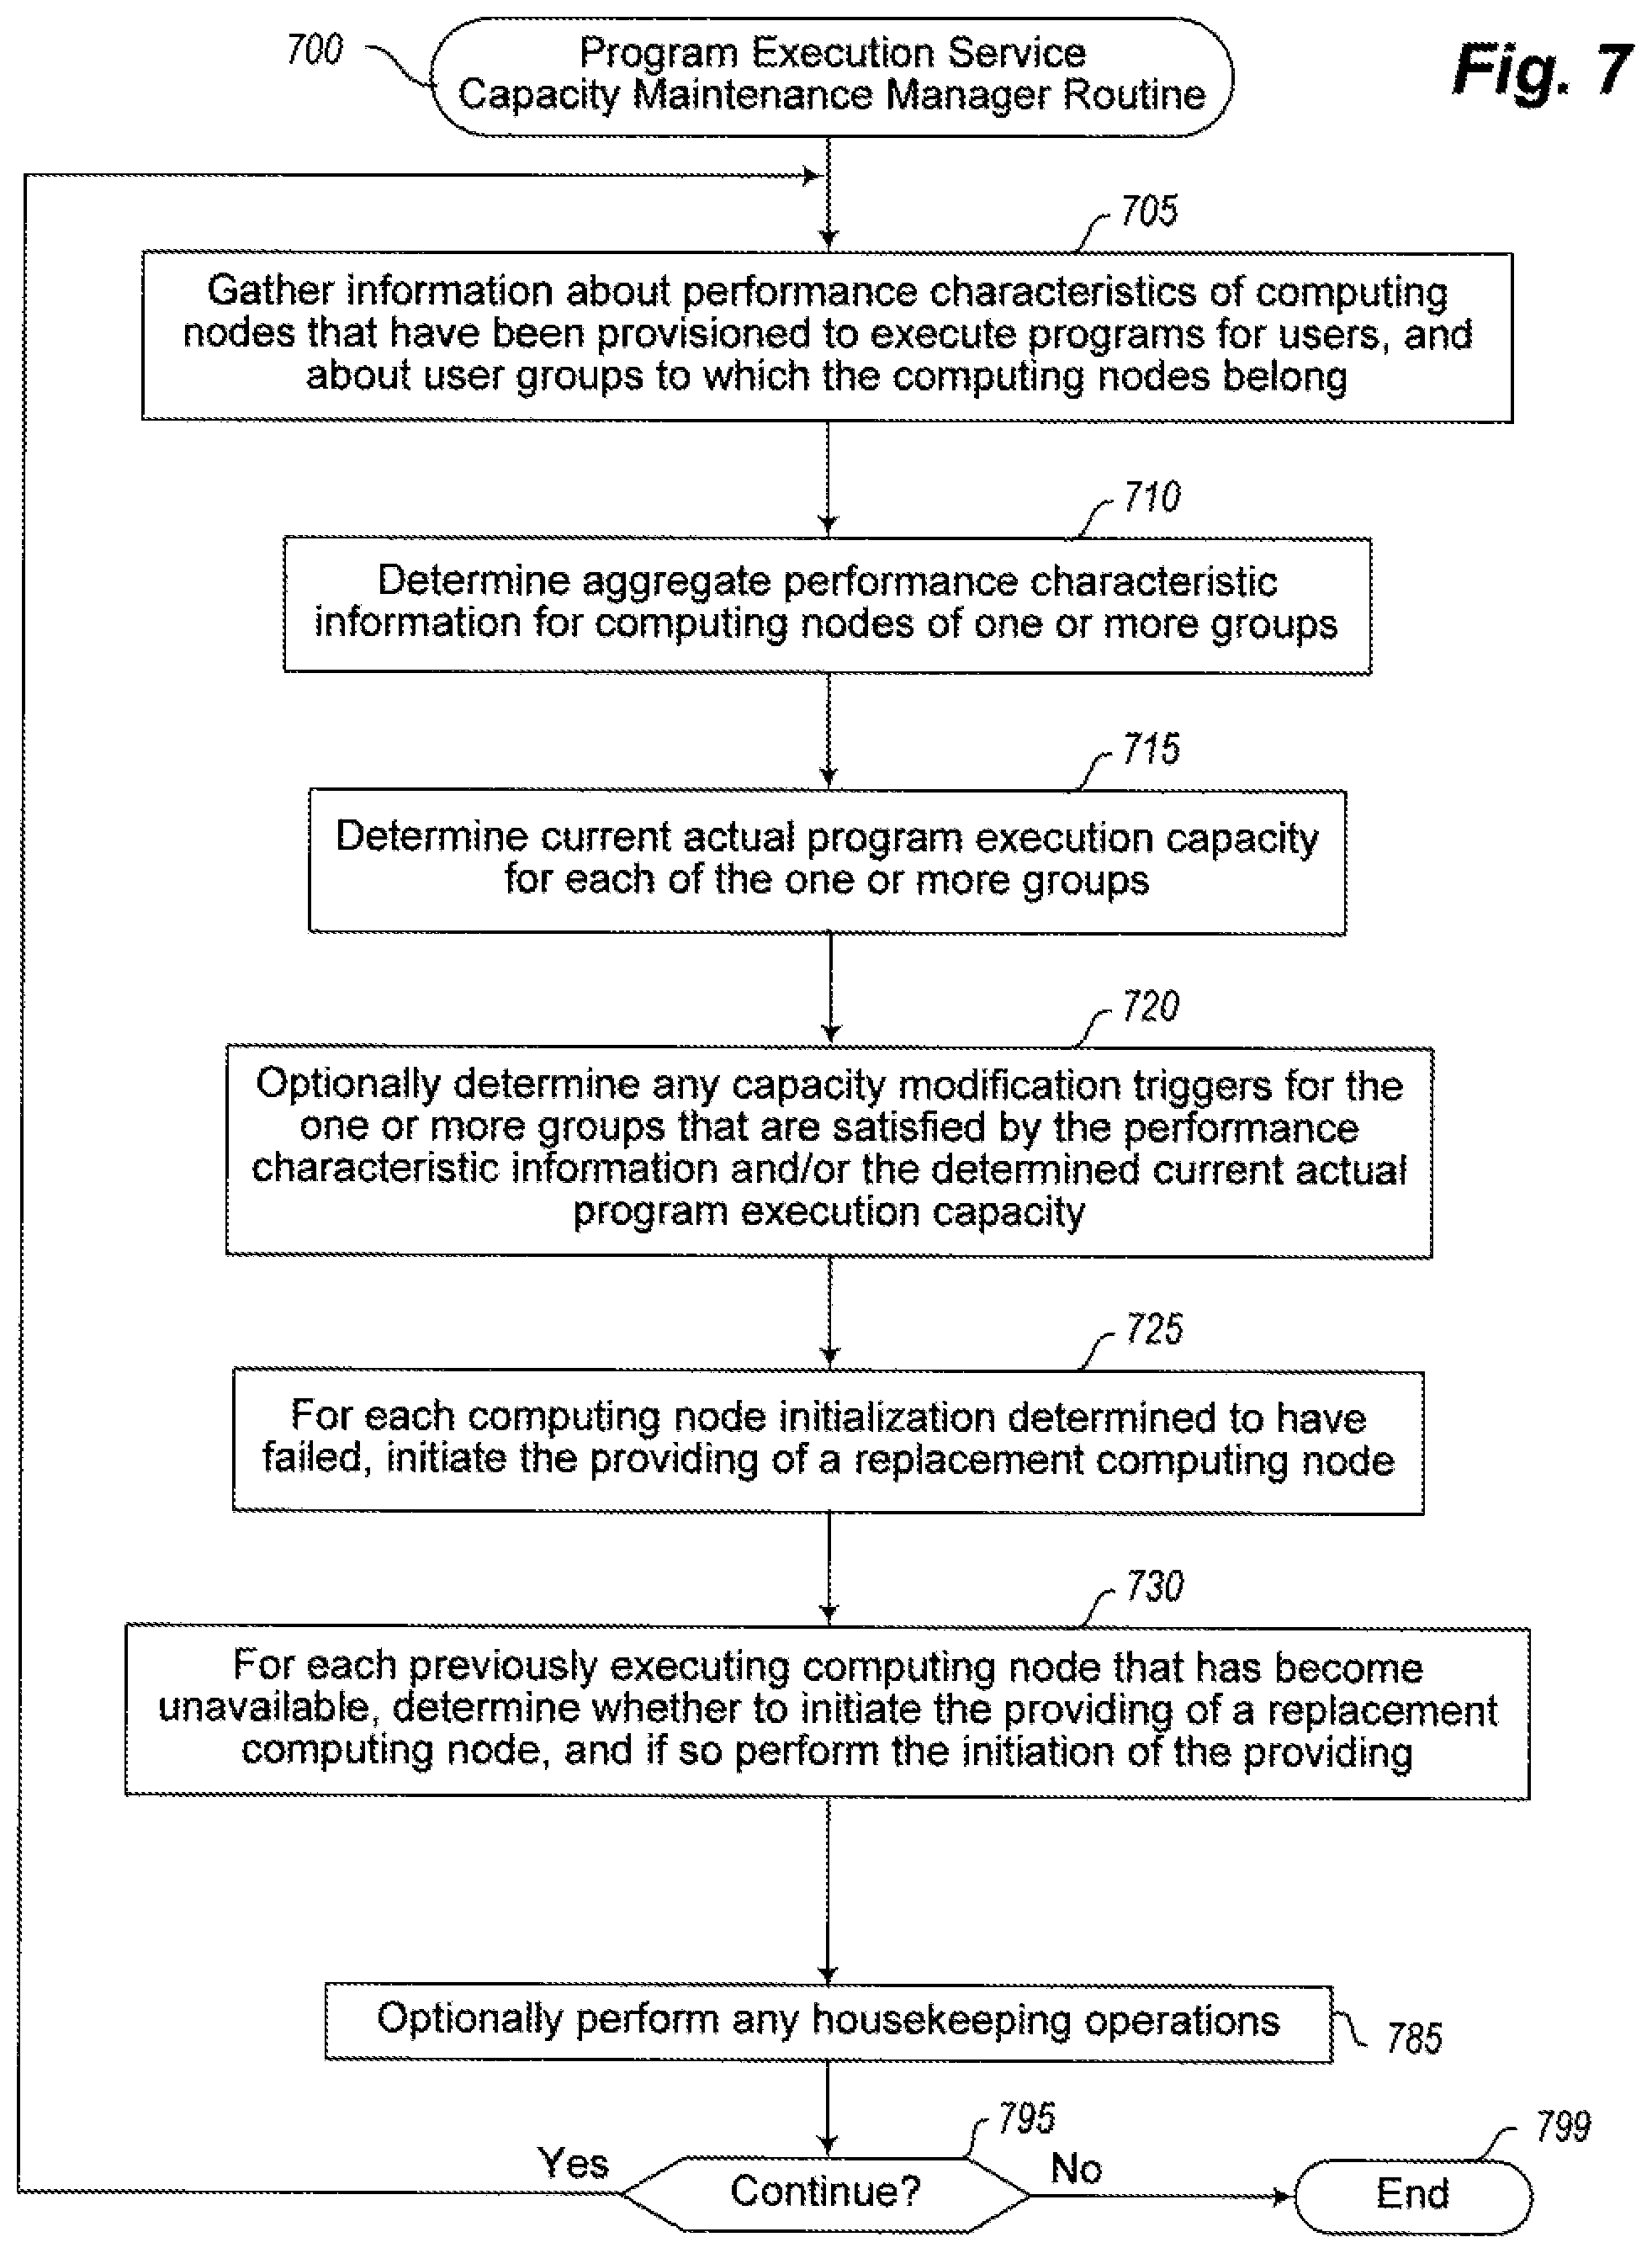 Fig. 7
700
Program Execution Service
Capacity Maintenance Manager Routine
705
Gather information about performance characteristics of computing
nodes that have been provisioned to execute programs for users, and
about user groups to which the computing nodes belong
710
Determine aggregate performance characteristic
information for computing nodes of one or more groups
715
Determine current actual program execution capacity
for each of the one or more groups
720
Optionally determine any capacity modification triggers for the
one or more groups that are satisfied by the performance
characteristic information and/or the determined current actual
program execution capacity
725
For each computing node initialization determined to have
failed, initiate the providing of a replacement computing node
730
For each previously executing computing node that has become
unavailable, determine whether to initiate the providing of a replacement
computing node, and if so perform the initiation of the providing
Optionally perform any housekeeping operations
785
795
Continue?
Yes
No
799
End